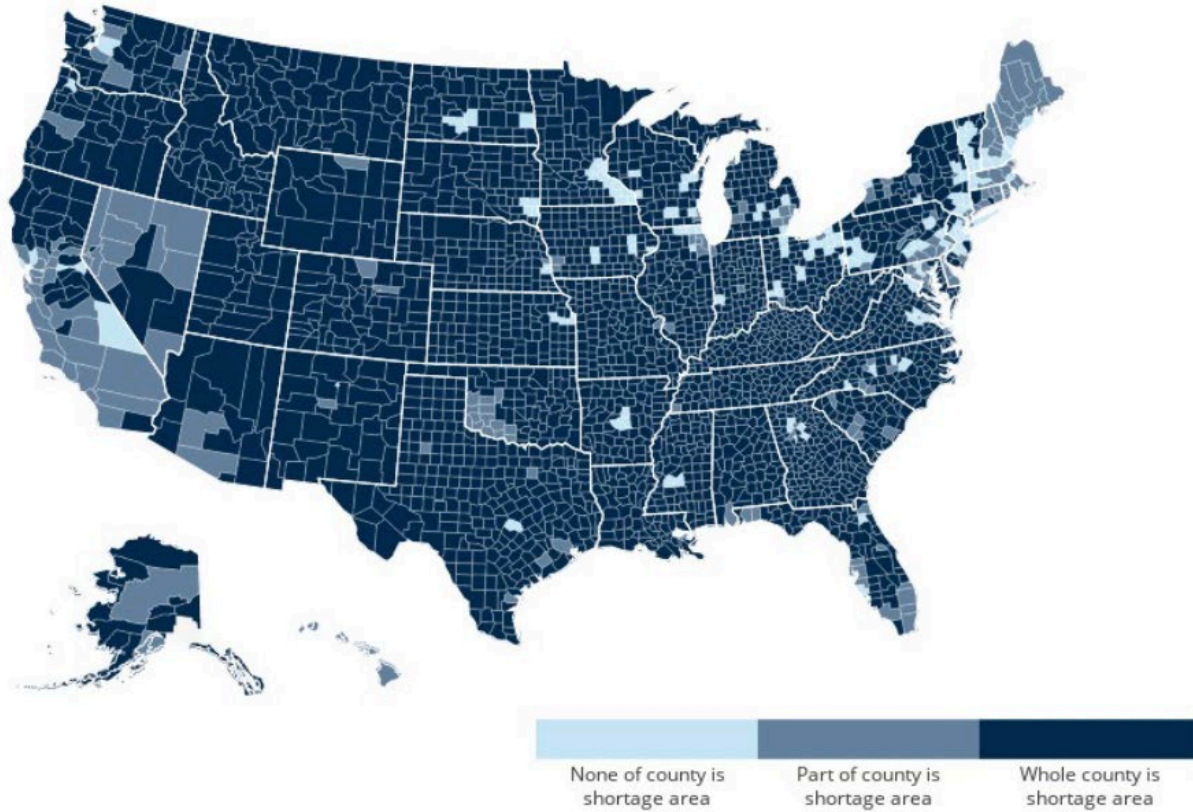 None of county is
shortage area
Part of county is
shortage area
Whole county is
shortage area